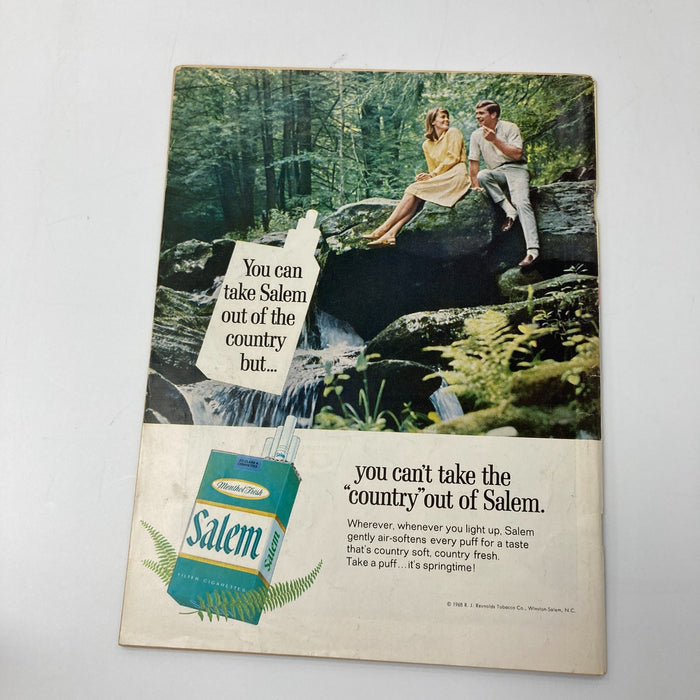 You can
take Salem
out of the
country
but...
you can't take the
"country" out of Salem.
Wherever, whenever you light up, Salem
gently air-softens every puff for a taste
that's country soft, country fresh.
Take a puff...it's springtime!
© 1968 R. J. Reynolds Tobacco Co., Winston-Salem, N.C.
Menthol Fresh
Salem
Salem
FILTER CIGARETTES